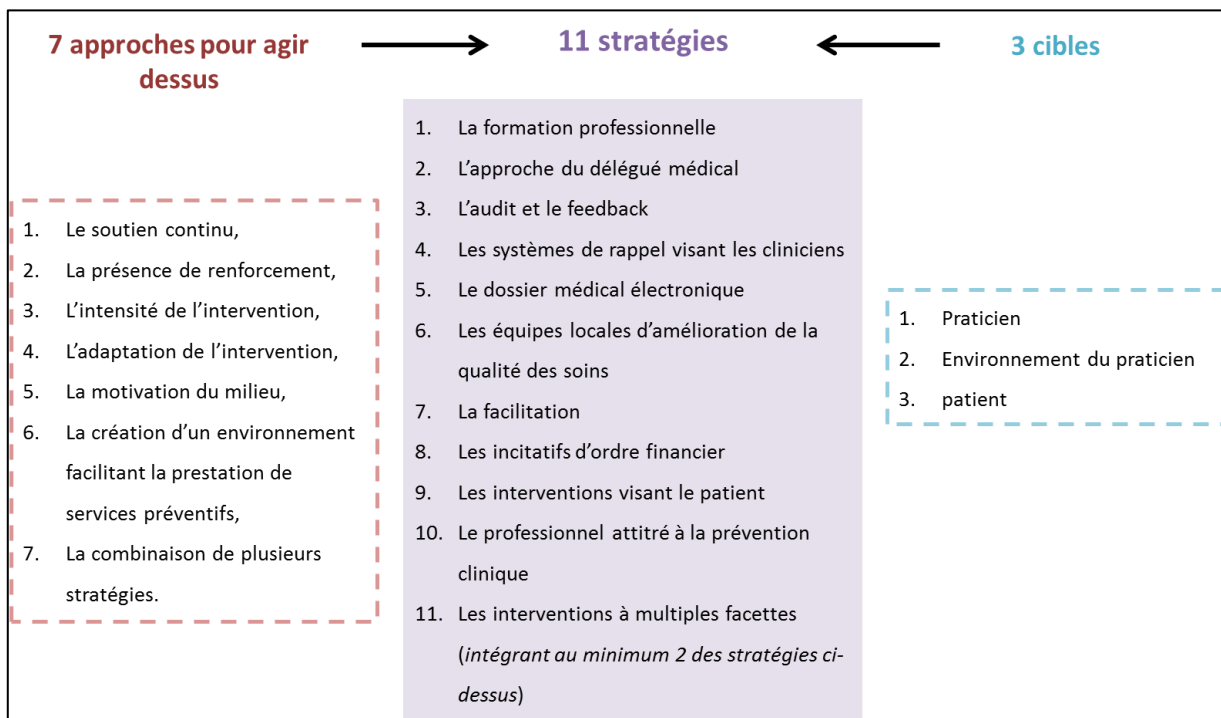 7 approches pour agir
dessus
11 stratégies
3 cibles
1. Le soutien continu,
2. La présence de renforcement,
3. L'intensité de l'intervention,
4. L'adaptation de l'intervention,
5. La motivation du milieu,
6. La création d'un environnement
facilitant la prestation de
services préventifs,
7. La combinaison de plusieurs
stratégies.
1. La formation professionnelle
2. L'approche du délégué médical
3. L'audit et le feedback
4. Les systèmes de rappel visant les cliniciens
5. Le dossier médical électronique
6. Les équipes locales d'amélioration de la
qualité des soins
7. La facilitation
8. Les incitatifs d'ordre financier
9. Les interventions visant le patient
10. Le professionnel attitré à la prévention
clinique
11. Les interventions à multiples facettes
(intégrant au minimum 2 des stratégies ci-
dessus)
1. Praticien
2. Environnement du praticien
3. patient